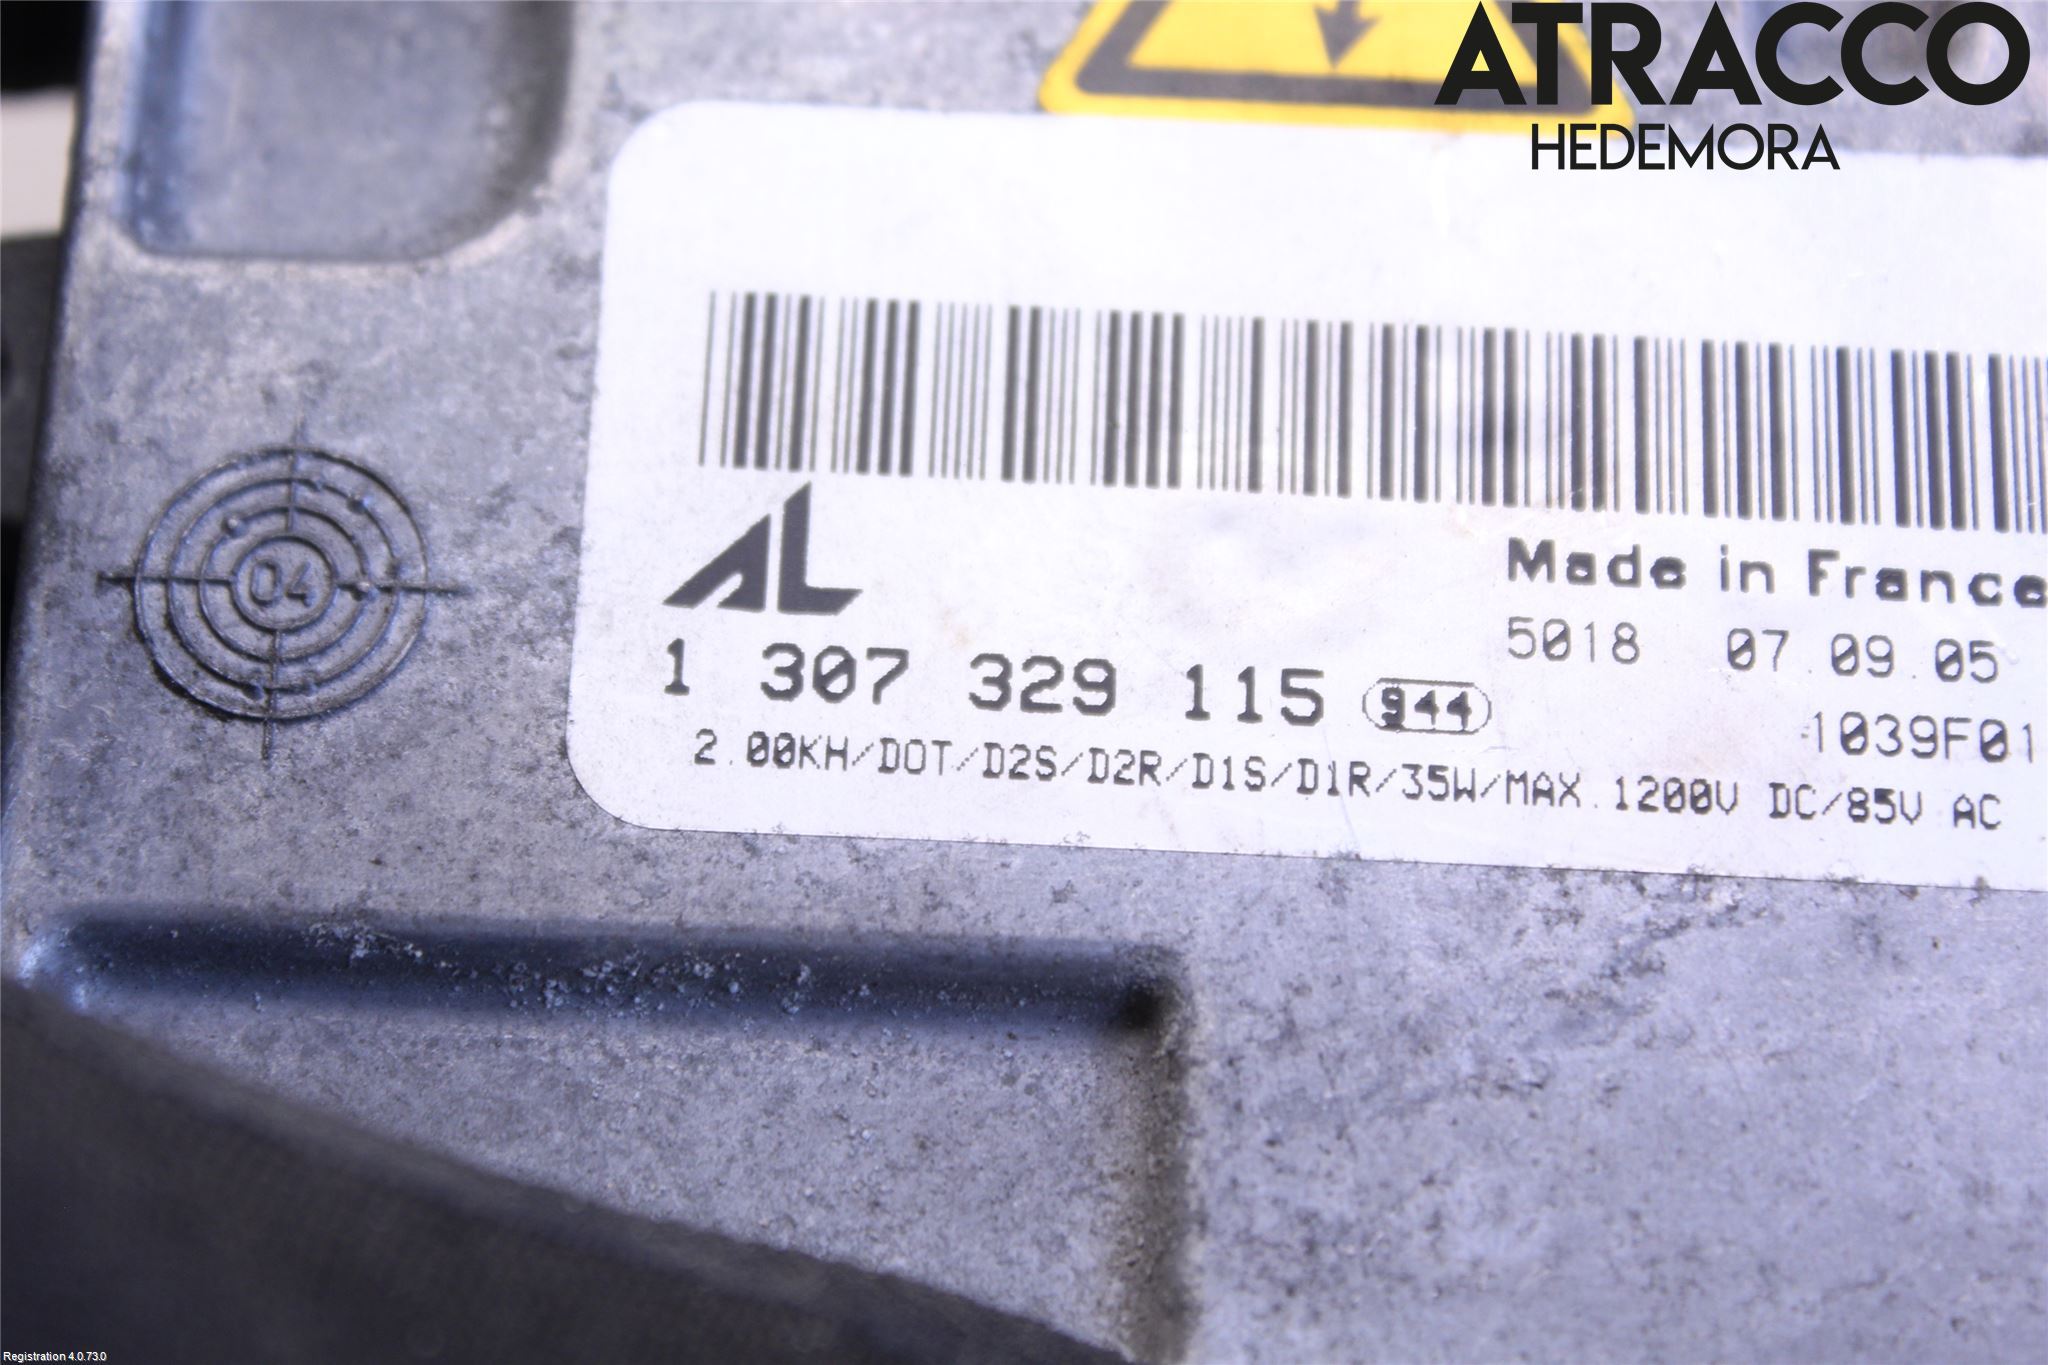 ATRACCO
HEDEMORA
04
AL
Made in France
5018 07.09.05
1 307 329 115 944
1039F01
2.00KH/DOT/D2S/D2R/D1S/D1R/35W/MAX.1200V DC/85V AC
Registration 4.0.73.0